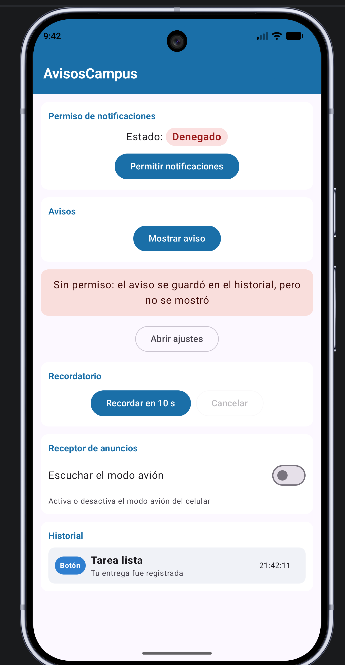 9:42
AvisosCampus
Permiso de notificaciones
Estado: Denegado
Permitir notificaciones
Avisos
Mostrar aviso
Sin permiso: el aviso se guardó en el historial, pero
no se mostró
Abrir ajustes
Recordatorio
Recordar en 10 s
Cancelar
Receptor de anuncios
Escuchar el modo avión
Activa o desactiva el modo avión del celular
Historial
Botón
Tarea lista
21:42:11
Tu entrega fue registrada